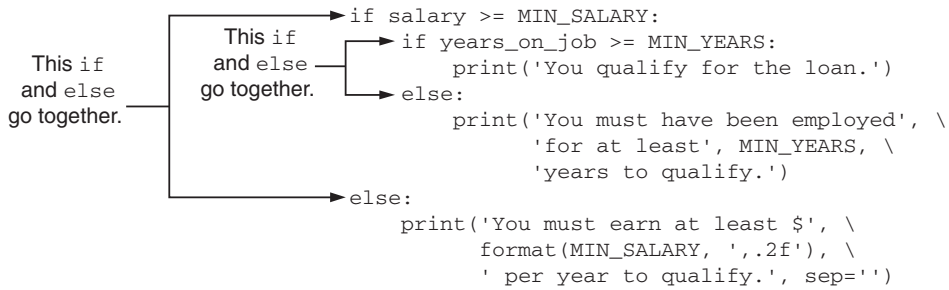 This if
and else
go together.
This if
and else
go together.
if salary >= MIN_SALARY:
if years_on_job >= MIN_YEARS:
print('You qualify for the loan.')
else:
print('You must have been employed', \
'for at least', MIN_YEARS, \
'years to qualify.')
else:
print('You must earn at least $', \
format(MIN_SALARY, ',.2f'), \
' per year to qualify.', sep='')